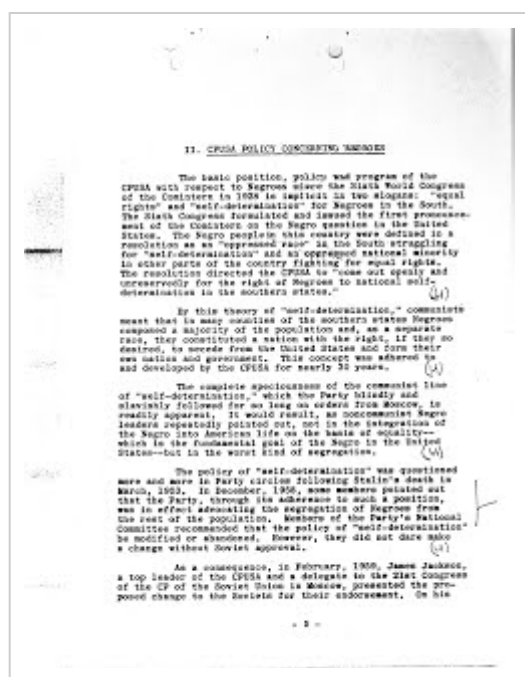 II. CPUSA POLICY CONCERNING NEGROES
The basic position, policy and program of the
CPUSA with respect to Negroes since the Sixth World Congress
of the Comintern in 1928 is implicit in two slogans: "equal
rights" and "self-determination" for Negroes in the South.
The Sixth Congress formulated and issued the first pronounce-
ment of the Comintern on the Negro question in the United
States. The Negro people in this country were defined in a
resolution as an "oppressed race" in the South struggling
for "self-determination" and an oppressed national minority
in other parts of the country fighting for equal rights.
The resolution directed the CPUSA to "come out openly and
unreservedly for the right of Negroes to national self-
determination in the southern states."
By this theory of "self-determination," communists
meant that in many counties of the southern states Negroes
composed a majority of the population and, as a separate
race, they constituted a nation with the right, if they so
desired, to secede from the United States and form their
own nation and government. This concept was adhered to
and developed by the CPUSA for nearly 30 years. (u)
The complete speciousness of the communist line
of "self-determination," which the Party blindly and
slavishly followed for so long on orders from Moscow, is
readily apparent. It would result, as noncommunist Negro
leaders repeatedly pointed out, not in the integration of
the Negro into American life on the basis of equality--
which is the fundamental goal of the Negro in the United
States--but in the worst kind of segregation. (u)
The policy of "self-determination" was questioned
more and more in Party circles following Stalin's death in
March, 1953. In December, 1958, some members pointed out
that the Party, through its adherence to such a position,
was in effect advocating the segregation of Negroes from
the rest of the population. Members of the Party's National
Committee recommended that the policy of "self-determination"
be modified or abandoned. However, they did not dare make
a change without Soviet approval. (u)
As a consequence, in February, 1959, James Jackson,
a top leader of the CPUSA and a delegate to the 21st Congress
of the CP of the Soviet Union in Moscow, presented the pro-
posed change to the Soviets for their endorsement. On his